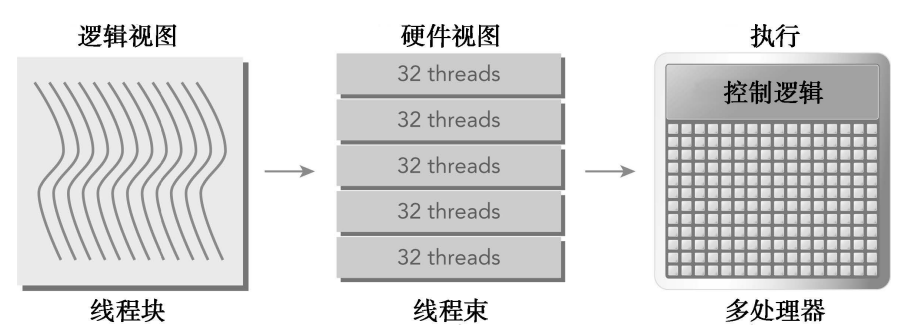 逻辑视图
硬件视图
执行
32 threads
32 threads
32 threads
32 threads
32 threads
控制逻辑
线程块
线程束
多处理器